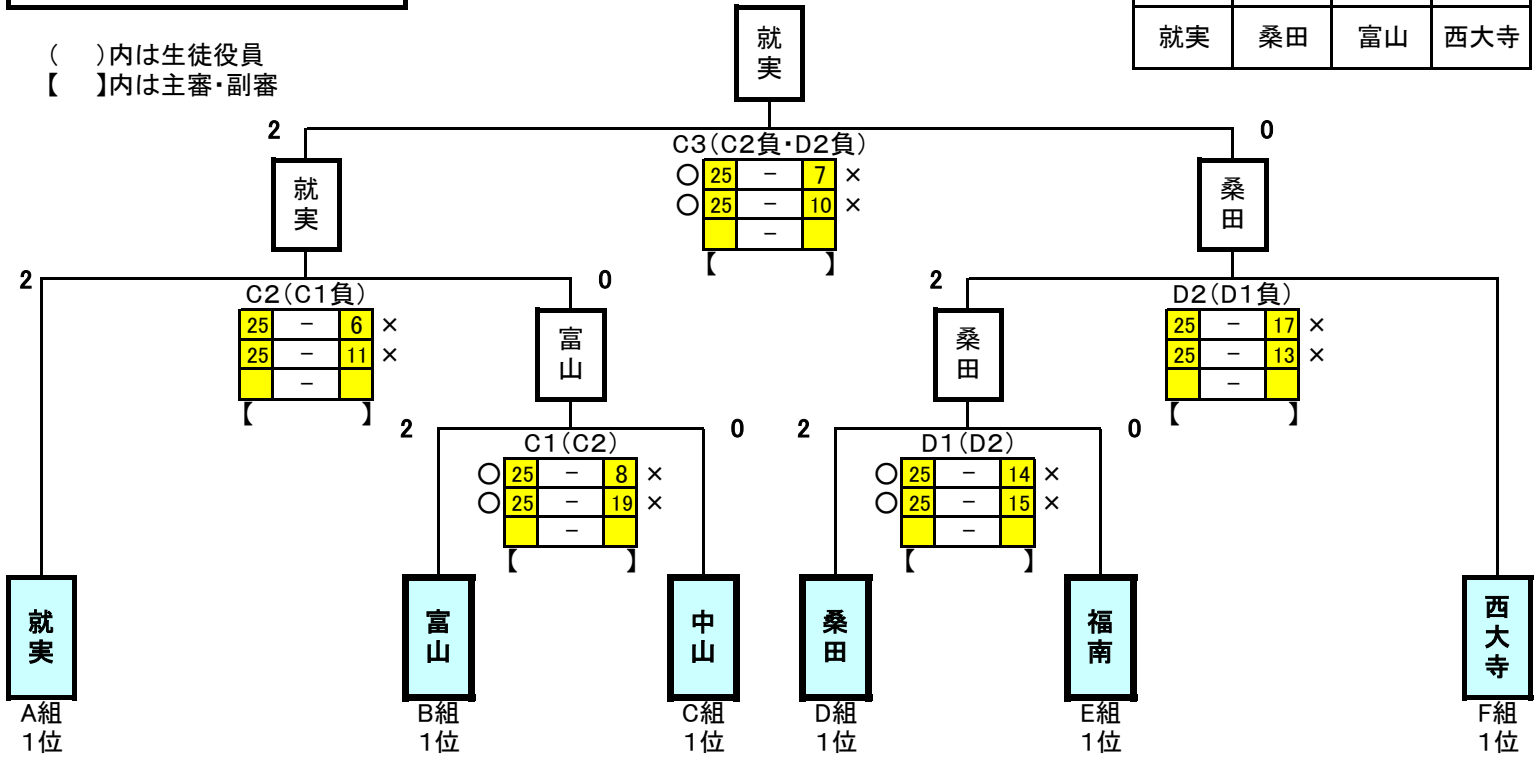 就実 桑田 富山 西大寺
( )内は生徒役員
【 】内は主審・副審
就実
2 0
C3(C2負・D2負)
○ 25 － 7 ×
○ 25 － 10 ×
－
【 】
就実
桑田
2 0
C2(C1負)
25 － 6 ×
25 － 11 ×
－
【 】
2
D2(D1負)
25 － 17 ×
25 － 13 ×
－
【 】
富山
桑田
2 0
C1(C2)
○ 25 － 8 ×
○ 25 － 19 ×
－
【 】
2 0
D1(D2)
○ 25 － 14 ×
○ 25 － 15 ×
－
【 】
就実
富山
中山
桑田
福南
西大寺
A組 B組 C組 D組 E組 F組
1位 1位 1位 1位 1位 1位